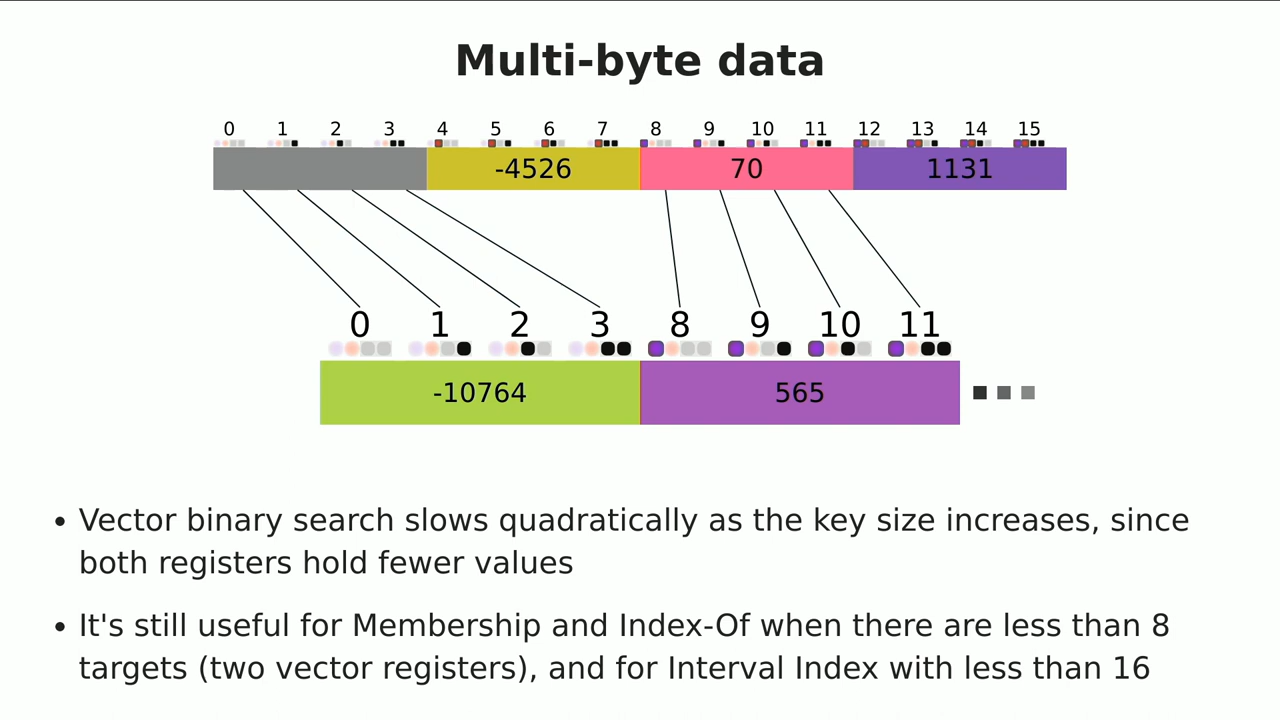 Multi-byte data
0 1 2 3 4 5 6 7 8 9 10 11 12 13 14 15
-4526 70 1131
0 1 2 3 8 9 10 11
-10764 565
• Vector binary search slows quadratically as the key size increases, since
both registers hold fewer values
• It's still useful for Membership and Index-Of when there are less than 8
targets (two vector registers), and for Interval Index with less than 16